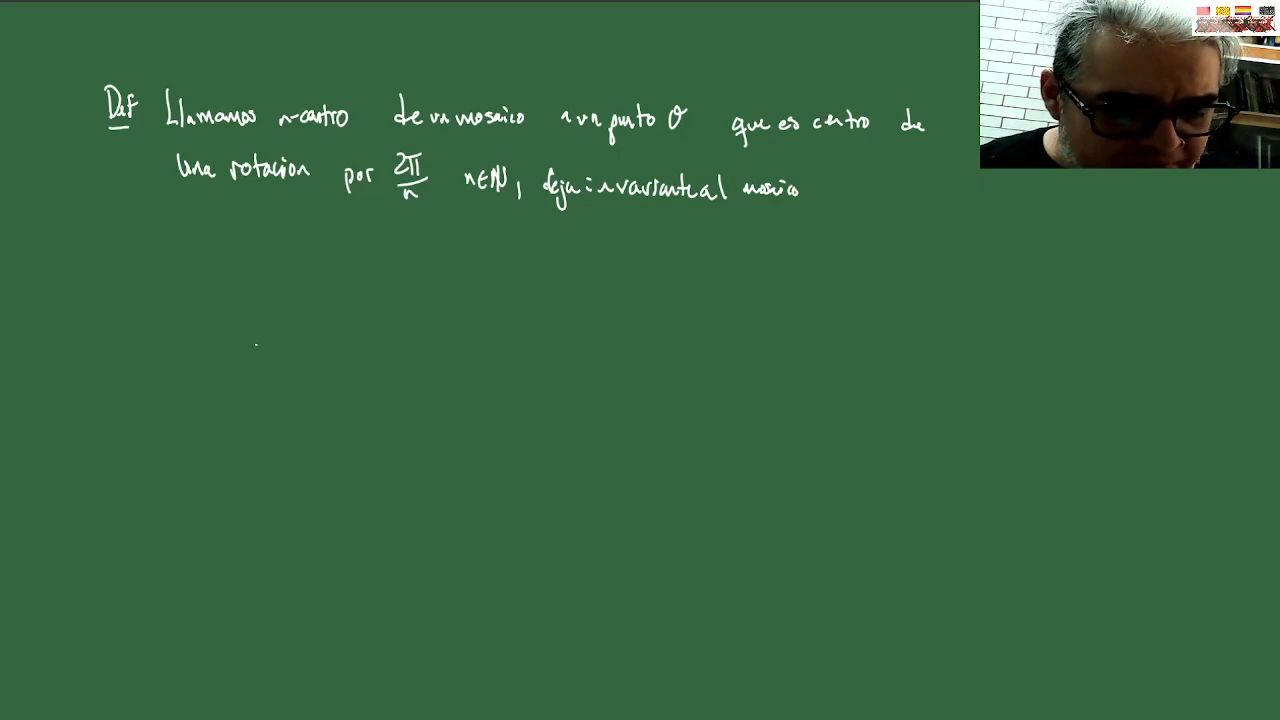 Def Llamamos n-centro de un mosaico a un punto O que es centro de
una rotación por 2π/n n∈ℕ, deja invariante al mosaico